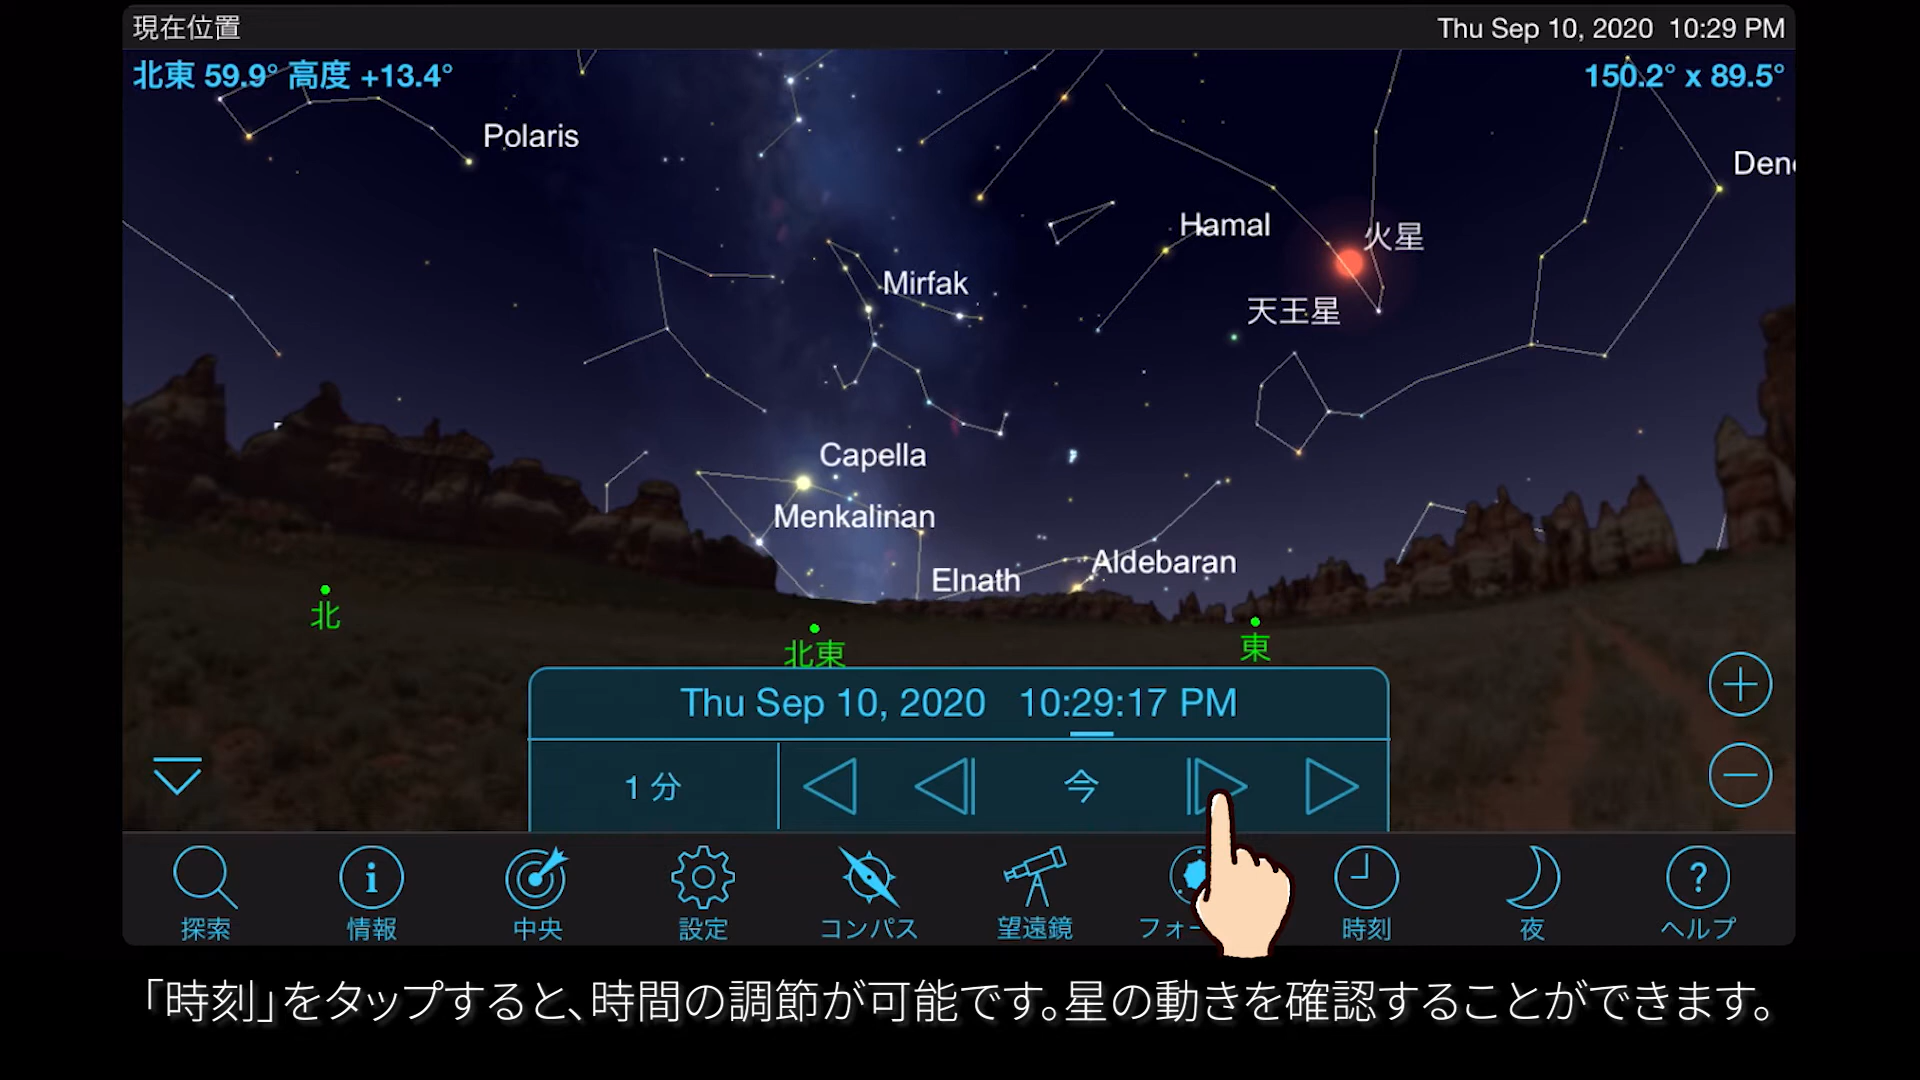 現在位置
Thu Sep 10, 2020 10:29 PM
北東 59.9° 高度 +13.4°
150.2° x 89.5°
Polaris
Den
Hamal
火星
Mirfak
天王星
Capella
Menkalinan
Elnath
Aldebaran
北
北東
東
Thu Sep 10, 2020 10:29:17 PM
1 分
今
探索
情報
中央
設定
コンパス
望遠鏡
フォー
時刻
夜
ヘルプ
「時刻」をタップすると、時間の調節が可能です。星の動きを確認することができます。